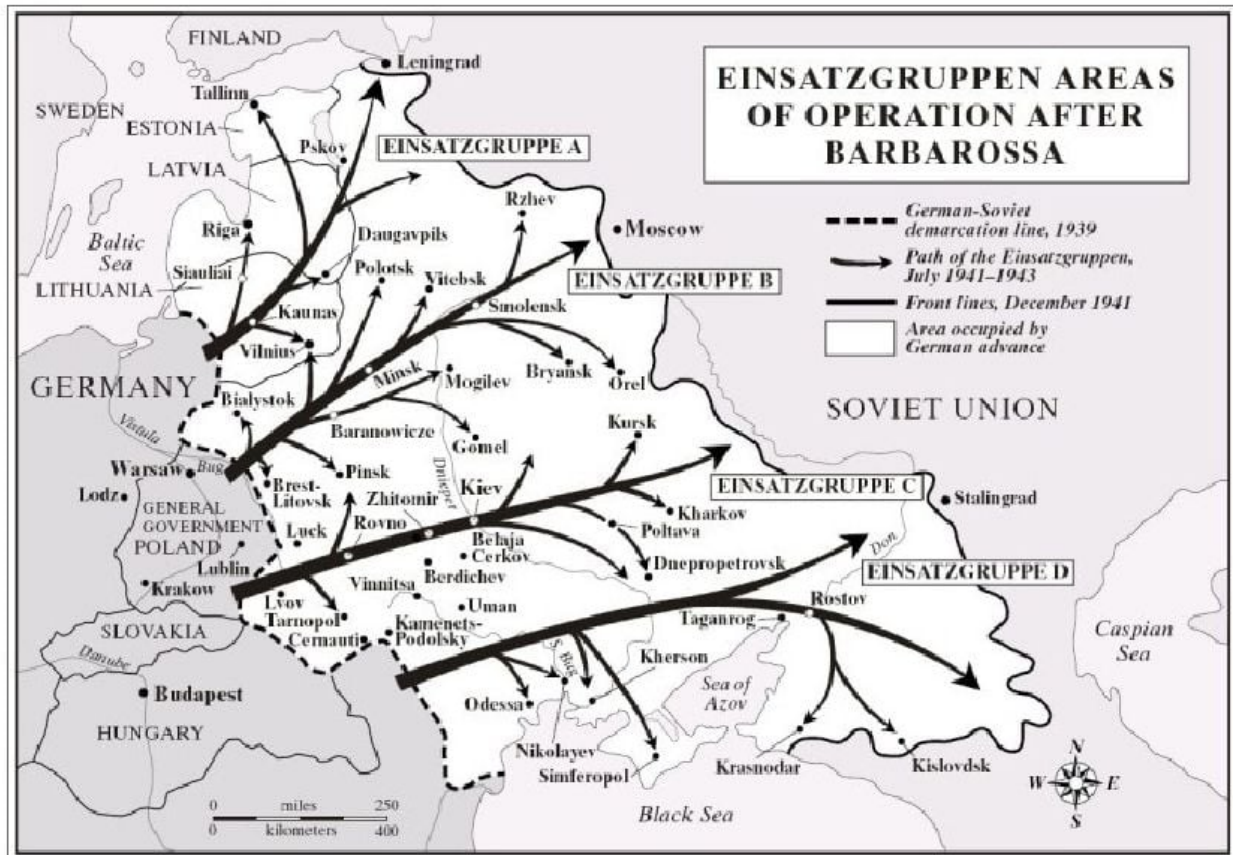 EINSATZGRUPPEN AREAS
OF OPERATION AFTER
BARBAROSSA
German-Soviet
demarcation line, 1939
Path of the Einsatzgruppen,
July 1941–1943
Front lines, December 1941
Area occupied by
German advance
FINLAND
Leningrad
SWEDEN
Tallinn
ESTONIA
Pskov
EINSATZGRUPPE A
LATVIA
Rzhev
Riga
Moscow
Baltic
Sea
Daugavpils
Siauliai
Polotsk
Vitebsk
EINSATZGRUPPE B
LITHUANIA
Kaunas
Smolensk
Vilnius
Minsk
GERMANY
Mogilev
Bryansk
Orel
Bialystok
SOVIET UNION
Baranowicze
Gomel
Kursk
Vistula
Warsaw
Bug
Pinsk
Dnieper
Lodz
Brest-
Litovsk
Zhitomir
Kiev
EINSATZGRUPPE C
Stalingrad
GENERAL
GOVERNMENT
POLAND
Luck
Rovno
Kharkov
Poltava
Belaja
Cerkov
Don
Lublin
Berdichev
Dnepropetrovsk
EINSATZGRUPPE D
Krakow
Vinnitsa
Lvov
Tarnopol
Uman
Rostov
Taganrog
SLOVAKIA
Cernauti
Kamenets-
Podolsky
Caspian
Sea
Danube
S. Bug
Kherson
Budapest
Sea of
Azov
Odessa
HUNGARY
Nikolayev
Simferopol
Krasnodar
Kislovdsk
N
W
E
S
0 miles 250
0 kilometers 400
Black Sea